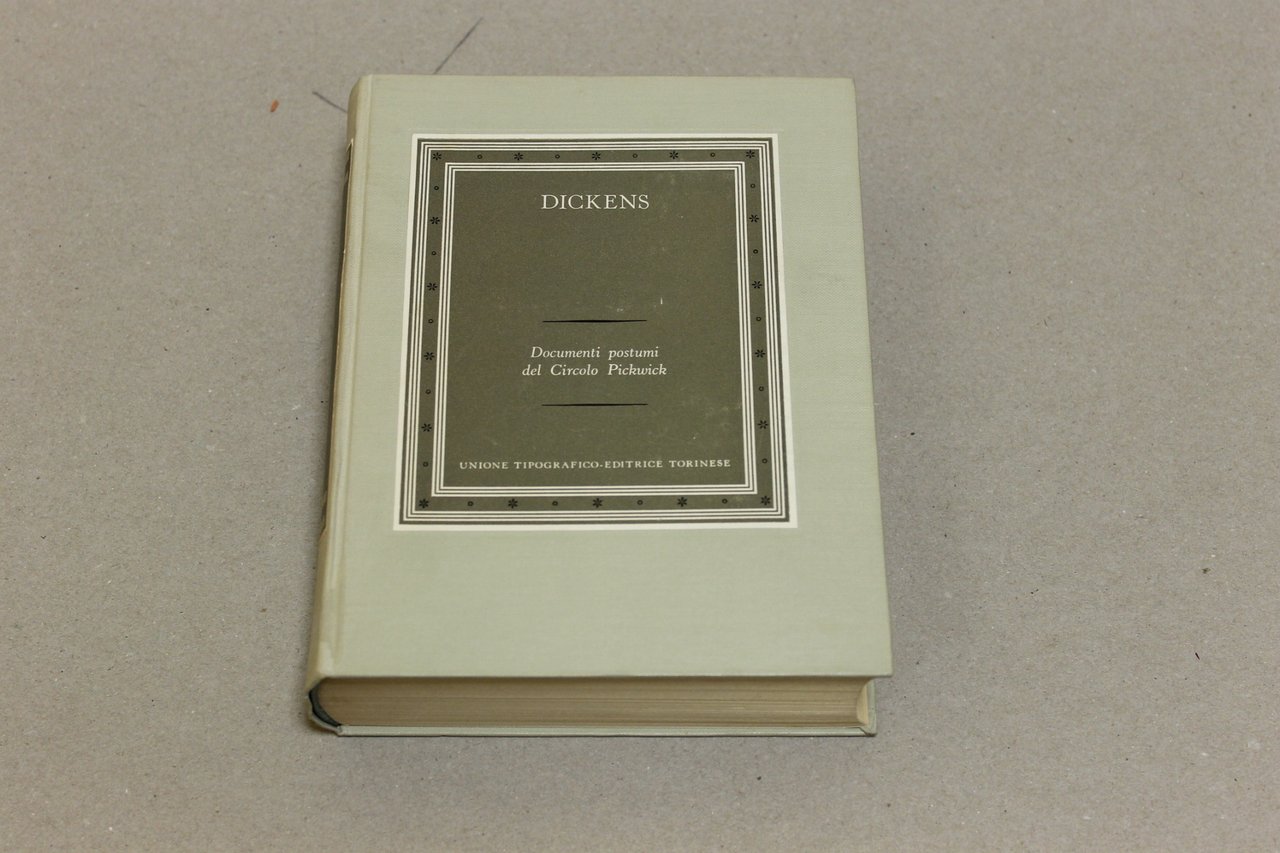 DICKENS
Documenti postumi
del Circolo Pickwick
UNIONE TIPOGRAFICO-EDITRICE TORINESE